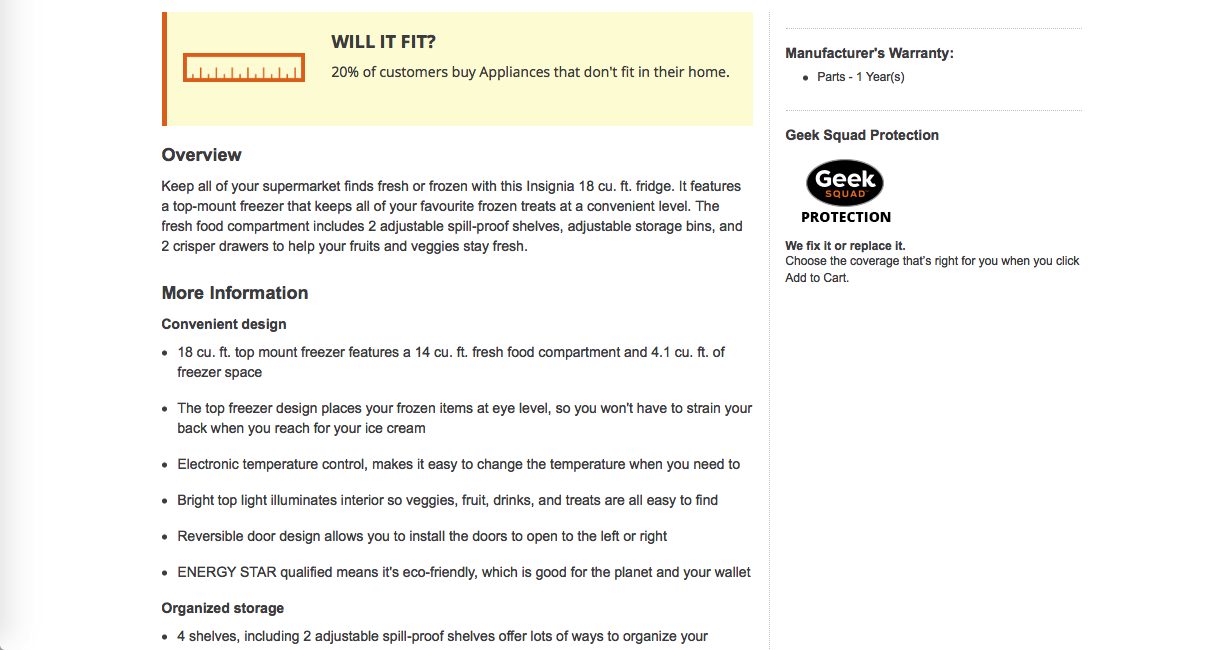 WILL IT FIT?
20% of customers buy Appliances that don't fit in their home.
Overview
Keep all of your supermarket finds fresh or frozen with this Insignia 18 cu. ft. fridge. It features
a top-mount freezer that keeps all of your favourite frozen treats at a convenient level. The
fresh food compartment includes 2 adjustable spill-proof shelves, adjustable storage bins, and
2 crisper drawers to help your fruits and veggies stay fresh.
More Information
Convenient design
• 18 cu. ft. top mount freezer features a 14 cu. ft. fresh food compartment and 4.1 cu. ft. of
freezer space
• The top freezer design places your frozen items at eye level, so you won't have to strain your
back when you reach for your ice cream
• Electronic temperature control, makes it easy to change the temperature when you need to
• Bright top light illuminates interior so veggies, fruit, drinks, and treats are all easy to find
• Reversible door design allows you to install the doors to open to the left or right
• ENERGY STAR qualified means it's eco-friendly, which is good for the planet and your wallet
Organized storage
• 4 shelves, including 2 adjustable spill-proof shelves offer lots of ways to organize your
Manufacturer's Warranty:
• Parts - 1 Year(s)
Geek Squad Protection
Geek
SQUAD
PROTECTION
We fix it or replace it.
Choose the coverage that's right for you when you click
Add to Cart.